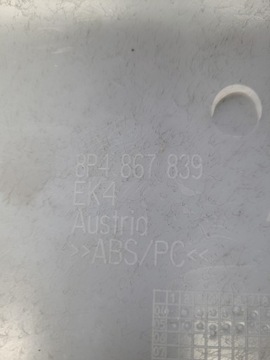 8P4 867 839
EK4
Austria
>>ABS/PC<<